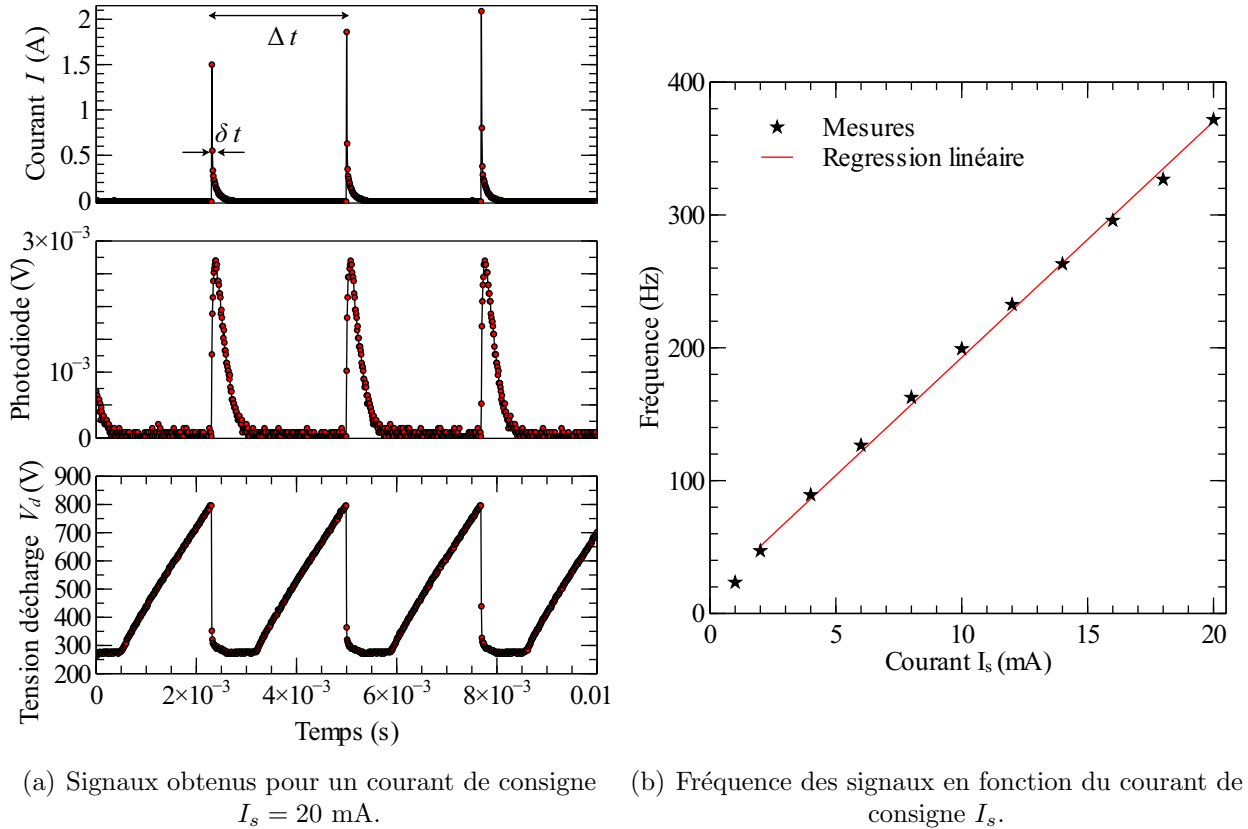 2
1.5
1
0.5
0
Courant I (A)
Δ t
δ t
3×10⁻³
10⁻³
0
Photodiode (V)
900
800
700
600
500
400
300
200
Tension décharge V_d (V)
0 2×10⁻³ 4×10⁻³ 6×10⁻³ 8×10⁻³ 0.01
Temps (s)
(a) Signaux obtenus pour un courant de consigne
I_s = 20 mA.
400
300
200
100
0
Fréquence (Hz)
Mesures
Regression linéaire
0 5 10 15 20
Courant I_s (mA)
(b) Fréquence des signaux en fonction du courant de
consigne I_s.